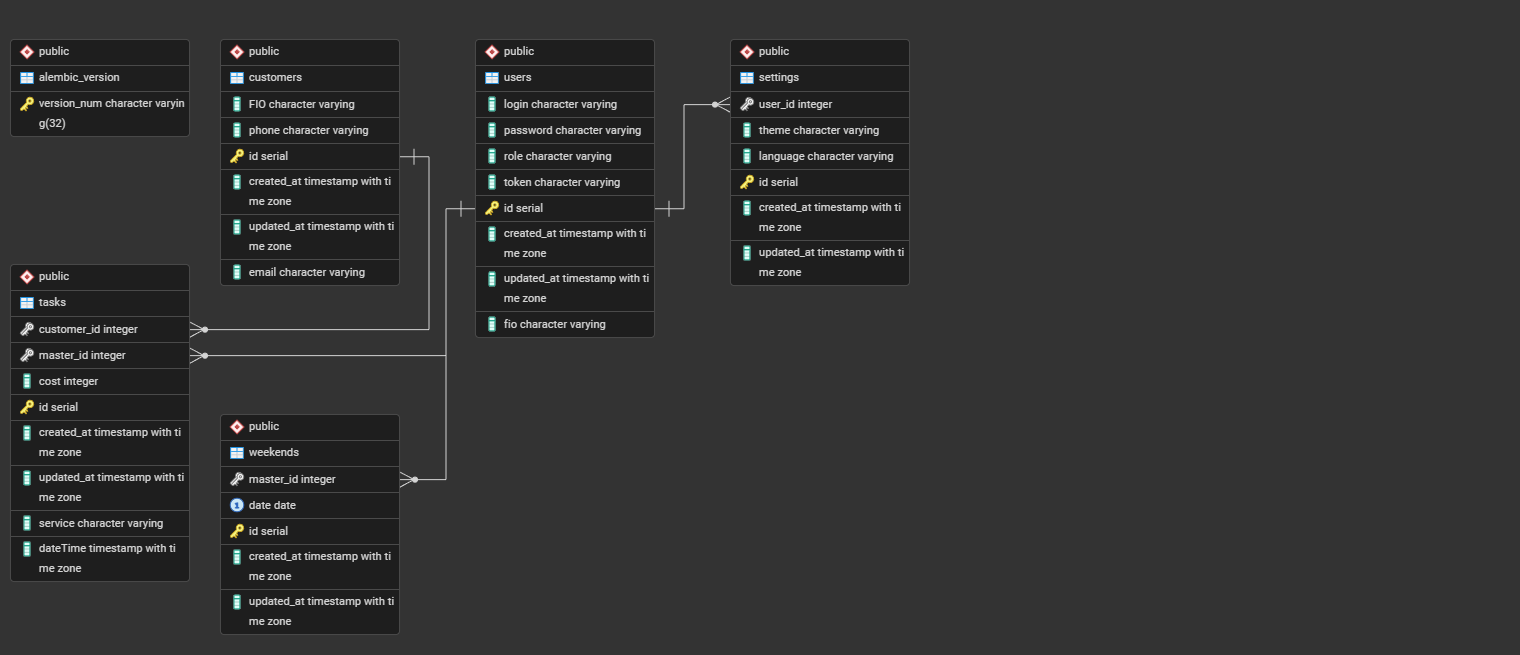 public
alembic_version
version_num character varyin
g(32)
public
customers
FIO character varying
phone character varying
id serial
created_at timestamp with ti
me zone
updated_at timestamp with ti
me zone
email character varying
public
users
login character varying
password character varying
role character varying
token character varying
id serial
created_at timestamp with ti
me zone
updated_at timestamp with ti
me zone
fio character varying
public
settings
user_id integer
theme character varying
language character varying
id serial
created_at timestamp with ti
me zone
updated_at timestamp with ti
me zone
public
tasks
customer_id integer
master_id integer
cost integer
id serial
created_at timestamp with ti
me zone
updated_at timestamp with ti
me zone
service character varying
dateTime timestamp with ti
me zone
public
weekends
master_id integer
date date
id serial
created_at timestamp with ti
me zone
updated_at timestamp with ti
me zone